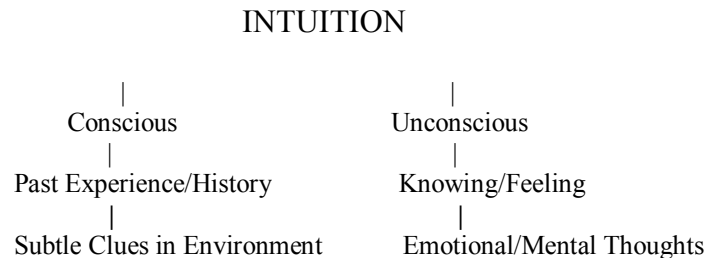 INTUITION
Conscious Unconscious
Past Experience/History Knowing/Feeling
Subtle Clues in Environment Emotional/Mental Thoughts